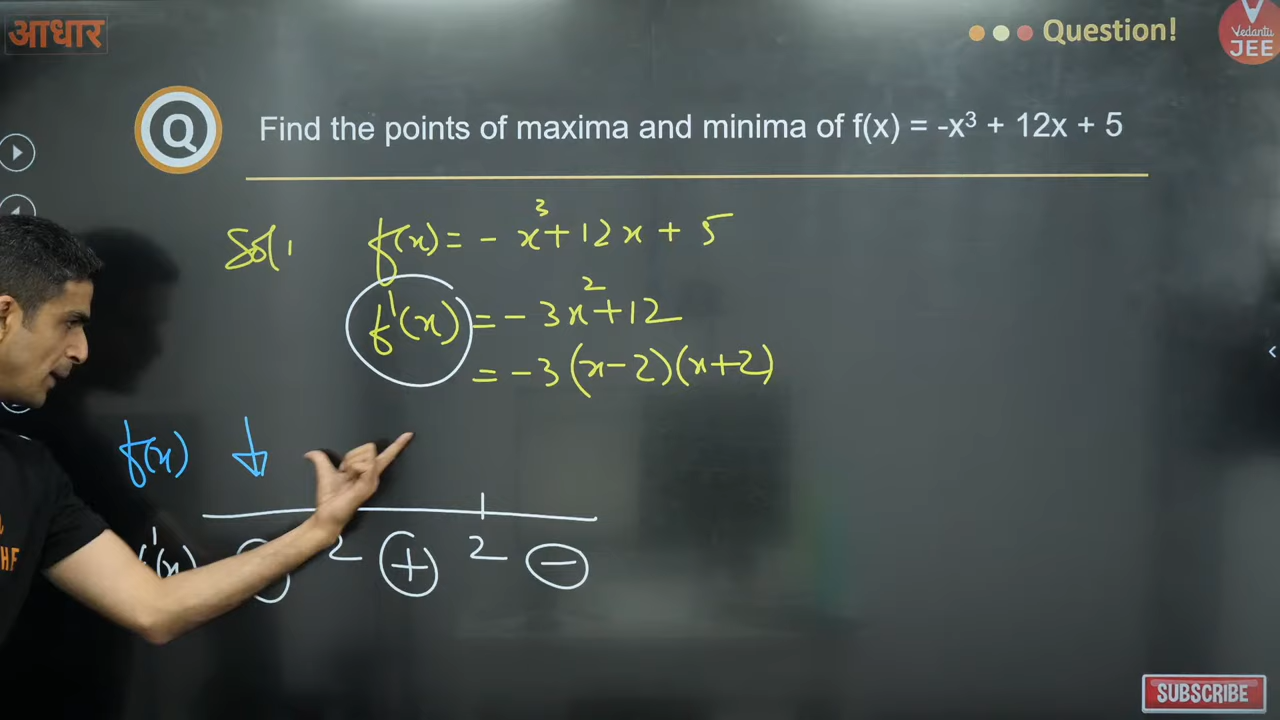 आधार
Question!
Vedantu
JEE
Q
Find the points of maxima and minima of f(x) = -x³ + 12x + 5
Sol.
f(x) = - x³ + 12x + 5
f'(x) = - 3x² + 12
= -3 (x-2)(x+2)
f(x) ↓
2 2
'(x) + -
HF
SUBSCRIBE